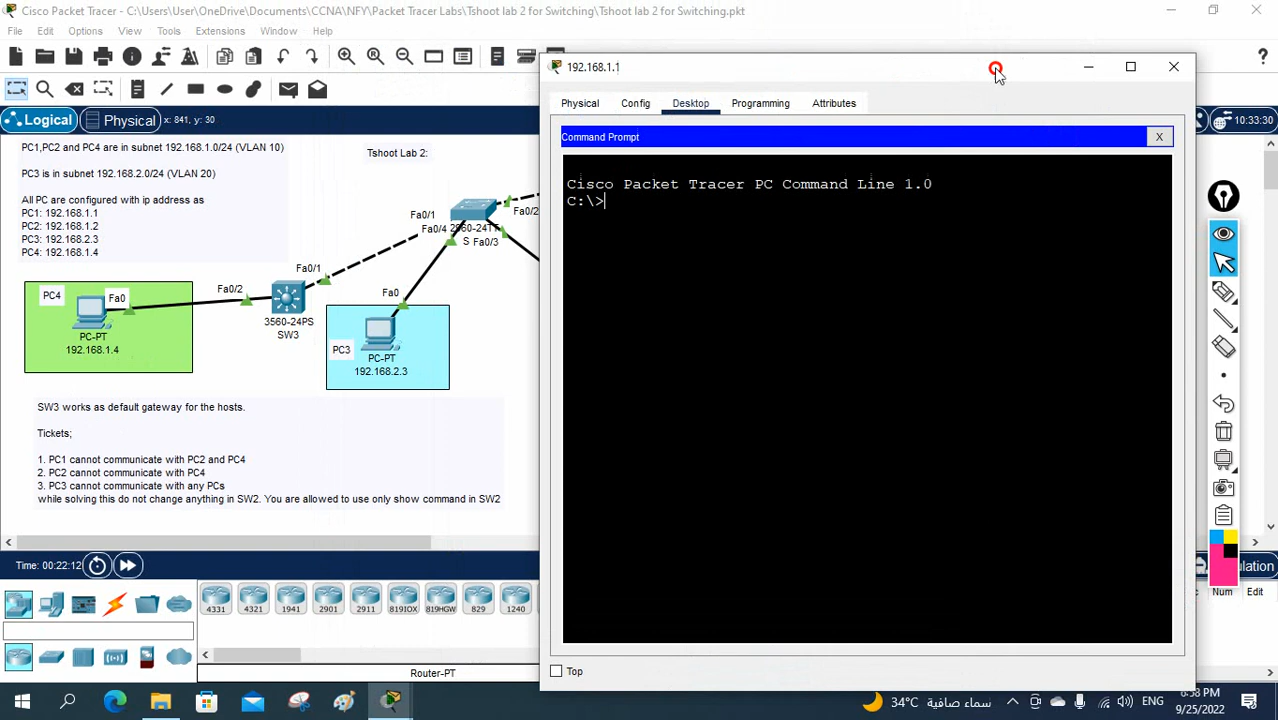 Cisco Packet Tracer - C:\Users\User\OneDrive\Documents\CCNA\NFY\Packet Tracer Labs\Tshoot lab 2 for Switching\Tshoot lab 2 for Switching.pkt
File Edit Options View Tools Extensions Window Help
192.168.1.1
Physical Config Desktop Programming Attributes
Logical Physical x: 841, y: 30
10:33:30
Command Prompt X
Cisco Packet Tracer PC Command Line 1.0
C:\>
PC1,PC2 and PC4 are in subnet 192.168.1.0/24 (VLAN 10)
PC3 is in subnet 192.168.2.0/24 (VLAN 20)
All PC are configured with ip address as
PC1: 192.168.1.1
PC2: 192.168.1.2
PC3: 192.168.2.3
PC4: 192.168.1.4
Tshoot Lab 2:
Fa0/1
Fa0/2
Fa0/4
2960-24TT
S Fa0/3
Fa0/1
Fa0/2
3560-24PS
SW3
PC4
Fa0
PC-PT
192.168.1.4
Fa0
PC3
PC-PT
192.168.2.3
SW3 works as default gateway for the hosts.
Tickets;
1. PC1 cannot communicate with PC2 and PC4
2. PC2 cannot communicate with PC4
3. PC3 cannot communicate with any PCs
while solving this do not change anything in SW2. You are allowed to use only show command in SW2
Time: 00:22:12
4331 4321 1941 2901 2911 819IOX 819HGW 829 1240
Router-PT
Top
Num Edit
34°C سماء صافية
ENG
6:58 PM
9/25/2022